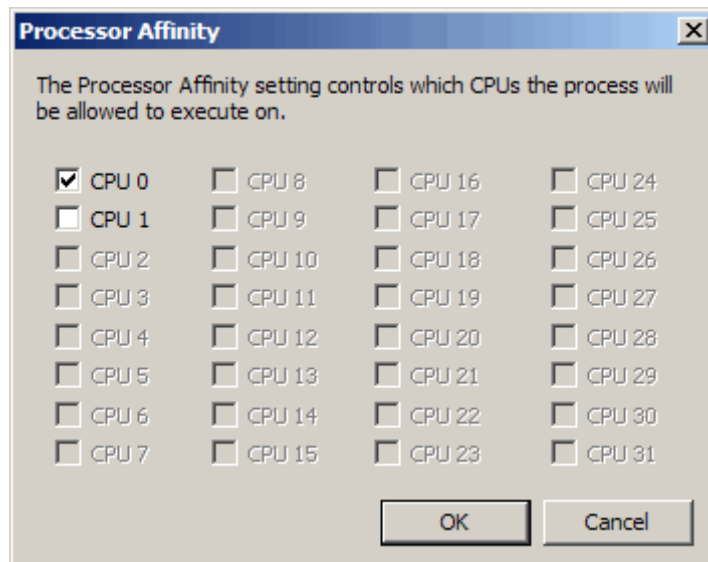 Processor Affinity
The Processor Affinity setting controls which CPUs the process will
be allowed to execute on.
CPU 0 CPU 8 CPU 16 CPU 24
CPU 1 CPU 9 CPU 17 CPU 25
CPU 2 CPU 10 CPU 18 CPU 26
CPU 3 CPU 11 CPU 19 CPU 27
CPU 4 CPU 12 CPU 20 CPU 28
CPU 5 CPU 13 CPU 21 CPU 29
CPU 6 CPU 14 CPU 22 CPU 30
CPU 7 CPU 15 CPU 23 CPU 31
OK Cancel